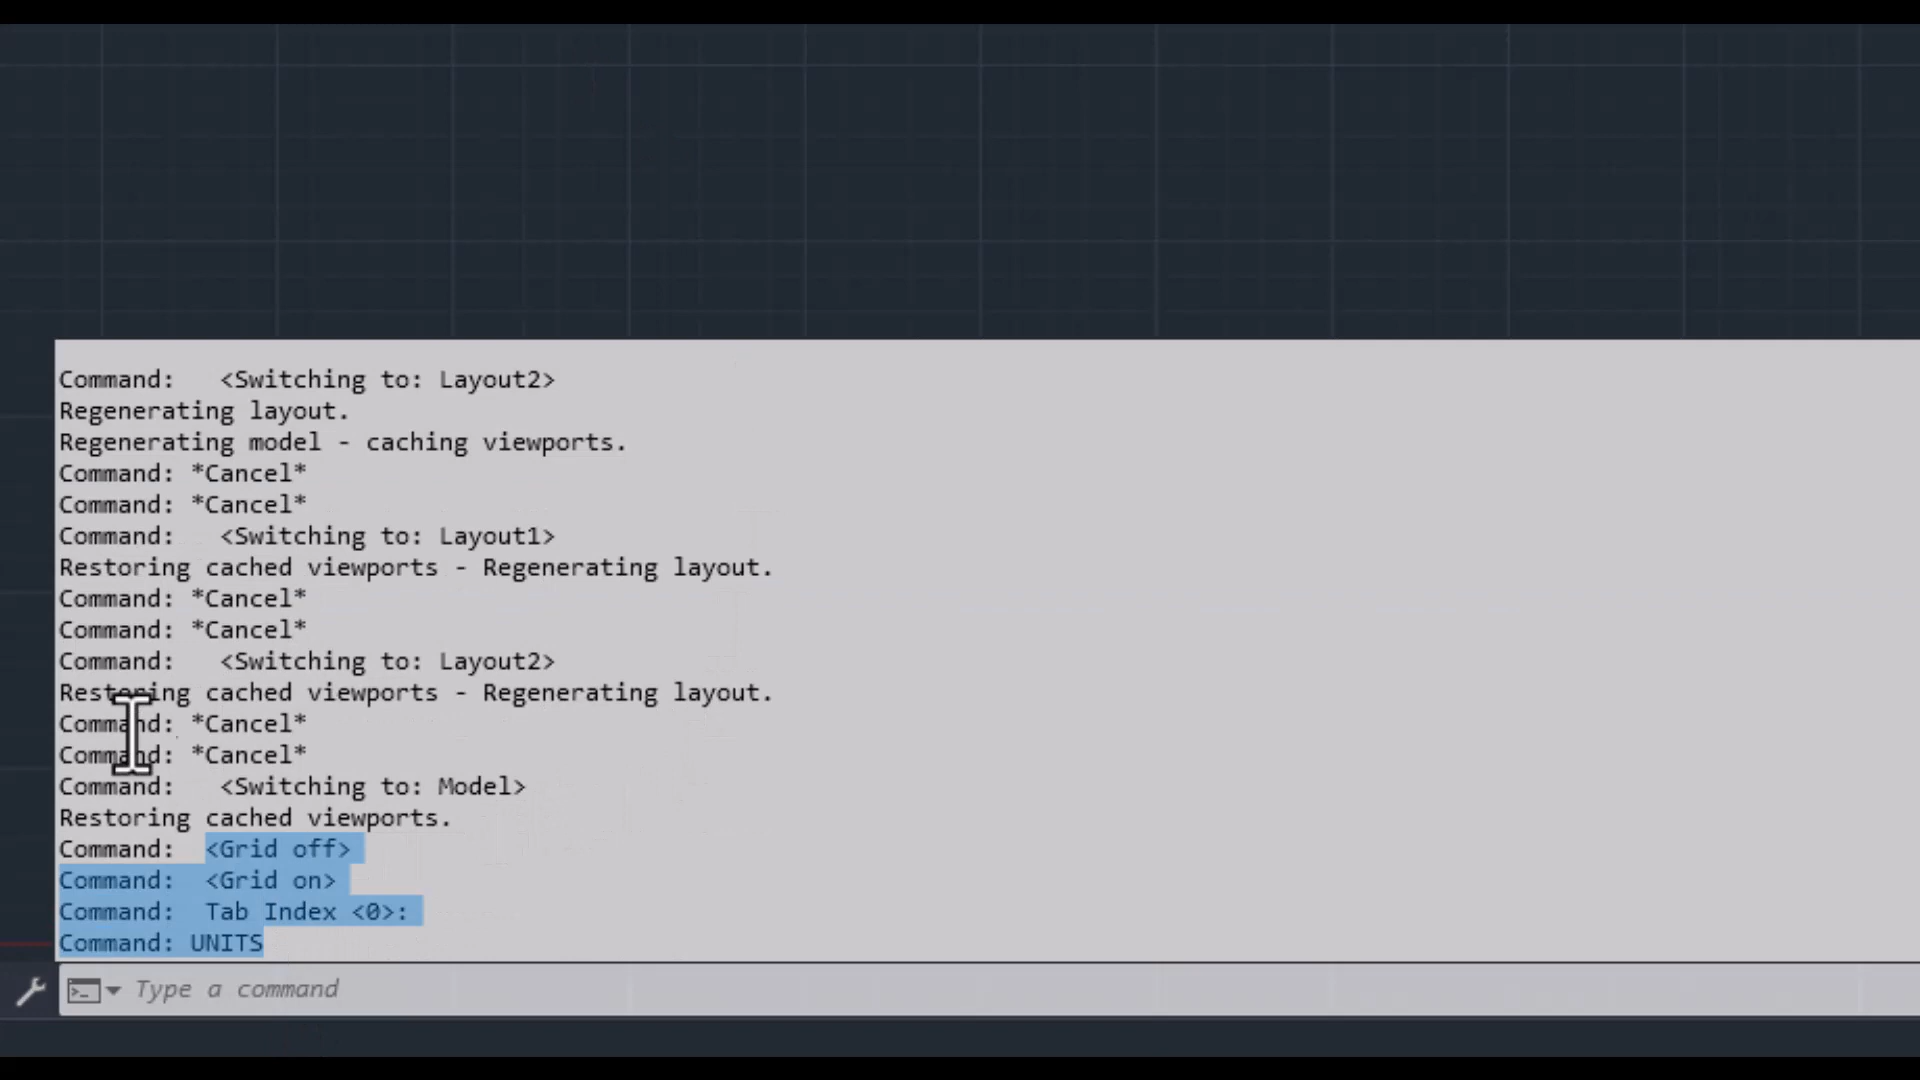 Command:   <Switching to: Layout2>
Regenerating layout.
Regenerating model - caching viewports.
Command: *Cancel*
Command: *Cancel*
Command:   <Switching to: Layout1>
Restoring cached viewports - Regenerating layout.
Command: *Cancel*
Command: *Cancel*
Command:   <Switching to: Layout2>
Restoring cached viewports - Regenerating layout.
Command: *Cancel*
Command: *Cancel*
Command:   <Switching to: Model>
Restoring cached viewports.
Command:  <Grid off>
Command:  <Grid on>
Command:  Tab Index <0>:
Command: UNITS
Type a command